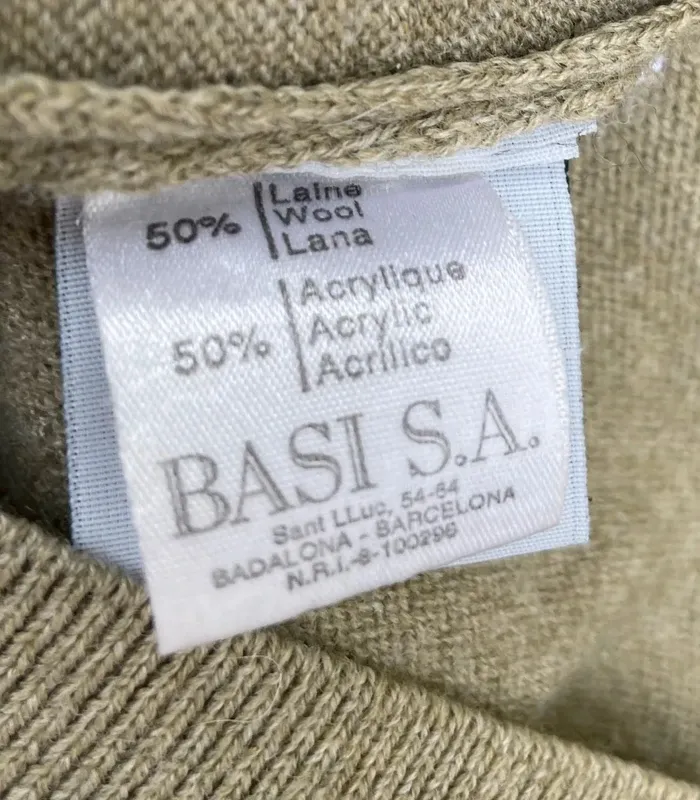 Laine
50% Wool
Lana
Acrylique
50% Acrylic
Acrílico
BASI S.A.
Sant LLuc, 54-64
BADALONA - BARCELONA
N.R.I.-8-100296